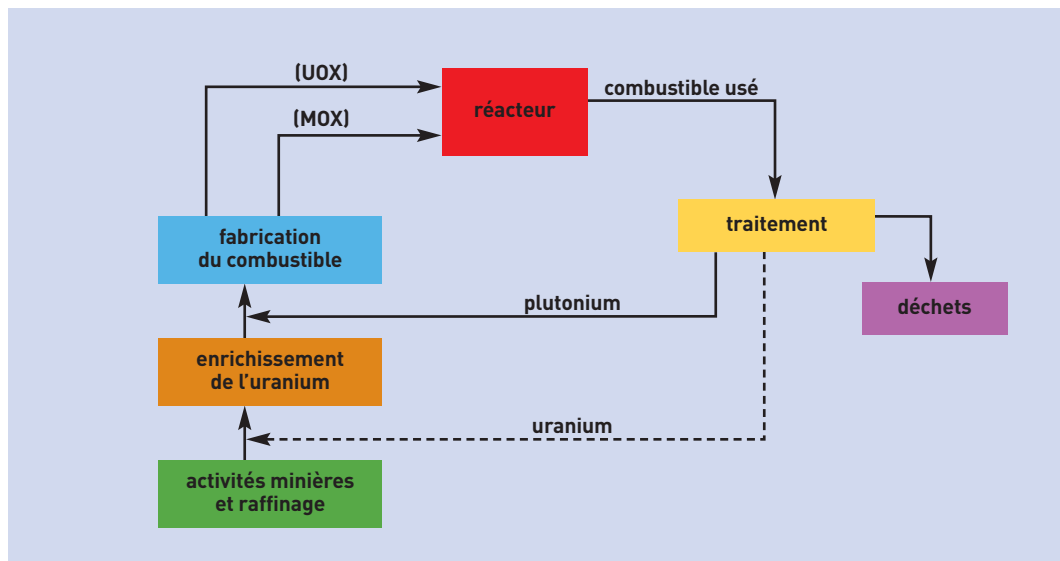 (UOX)
(MOX)
réacteur
combustible usé
traitement
fabrication
du combustible
plutonium
déchets
enrichissement
de l’uranium
uranium
activités minières
et raffinage